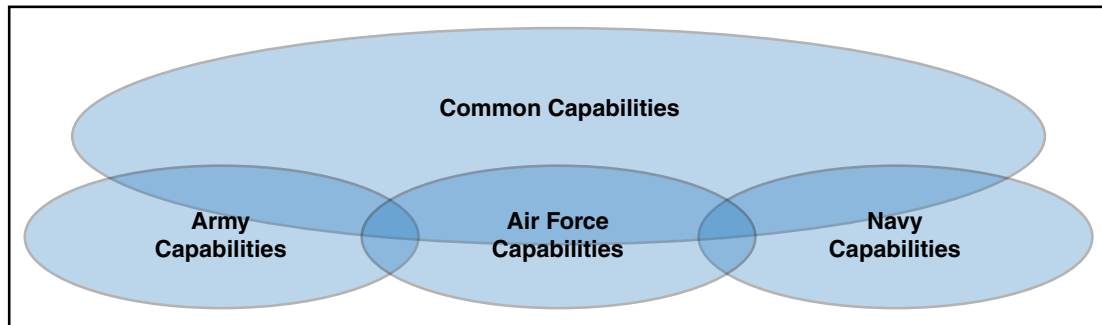 Common Capabilities
Army
Capabilities
Air Force
Capabilities
Navy
Capabilities